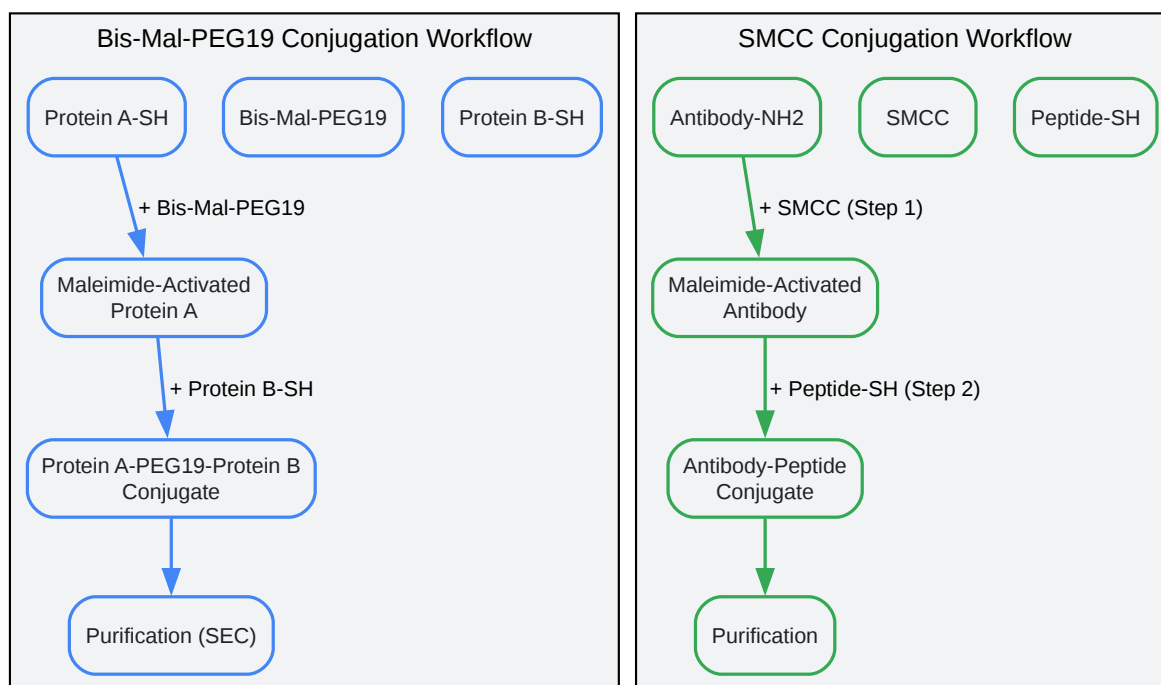 Bis-Mal-PEG19 Conjugation Workflow
Protein A-SH
Bis-Mal-PEG19
Protein B-SH
+ Bis-Mal-PEG19
Maleimide-Activated
Protein A
+ Protein B-SH
Protein A-PEG19-Protein B
Conjugate
Purification (SEC)
SMCC Conjugation Workflow
Antibody-NH2
SMCC
Peptide-SH
+ SMCC (Step 1)
Maleimide-Activated
Antibody
+ Peptide-SH (Step 2)
Antibody-Peptide
Conjugate
Purification